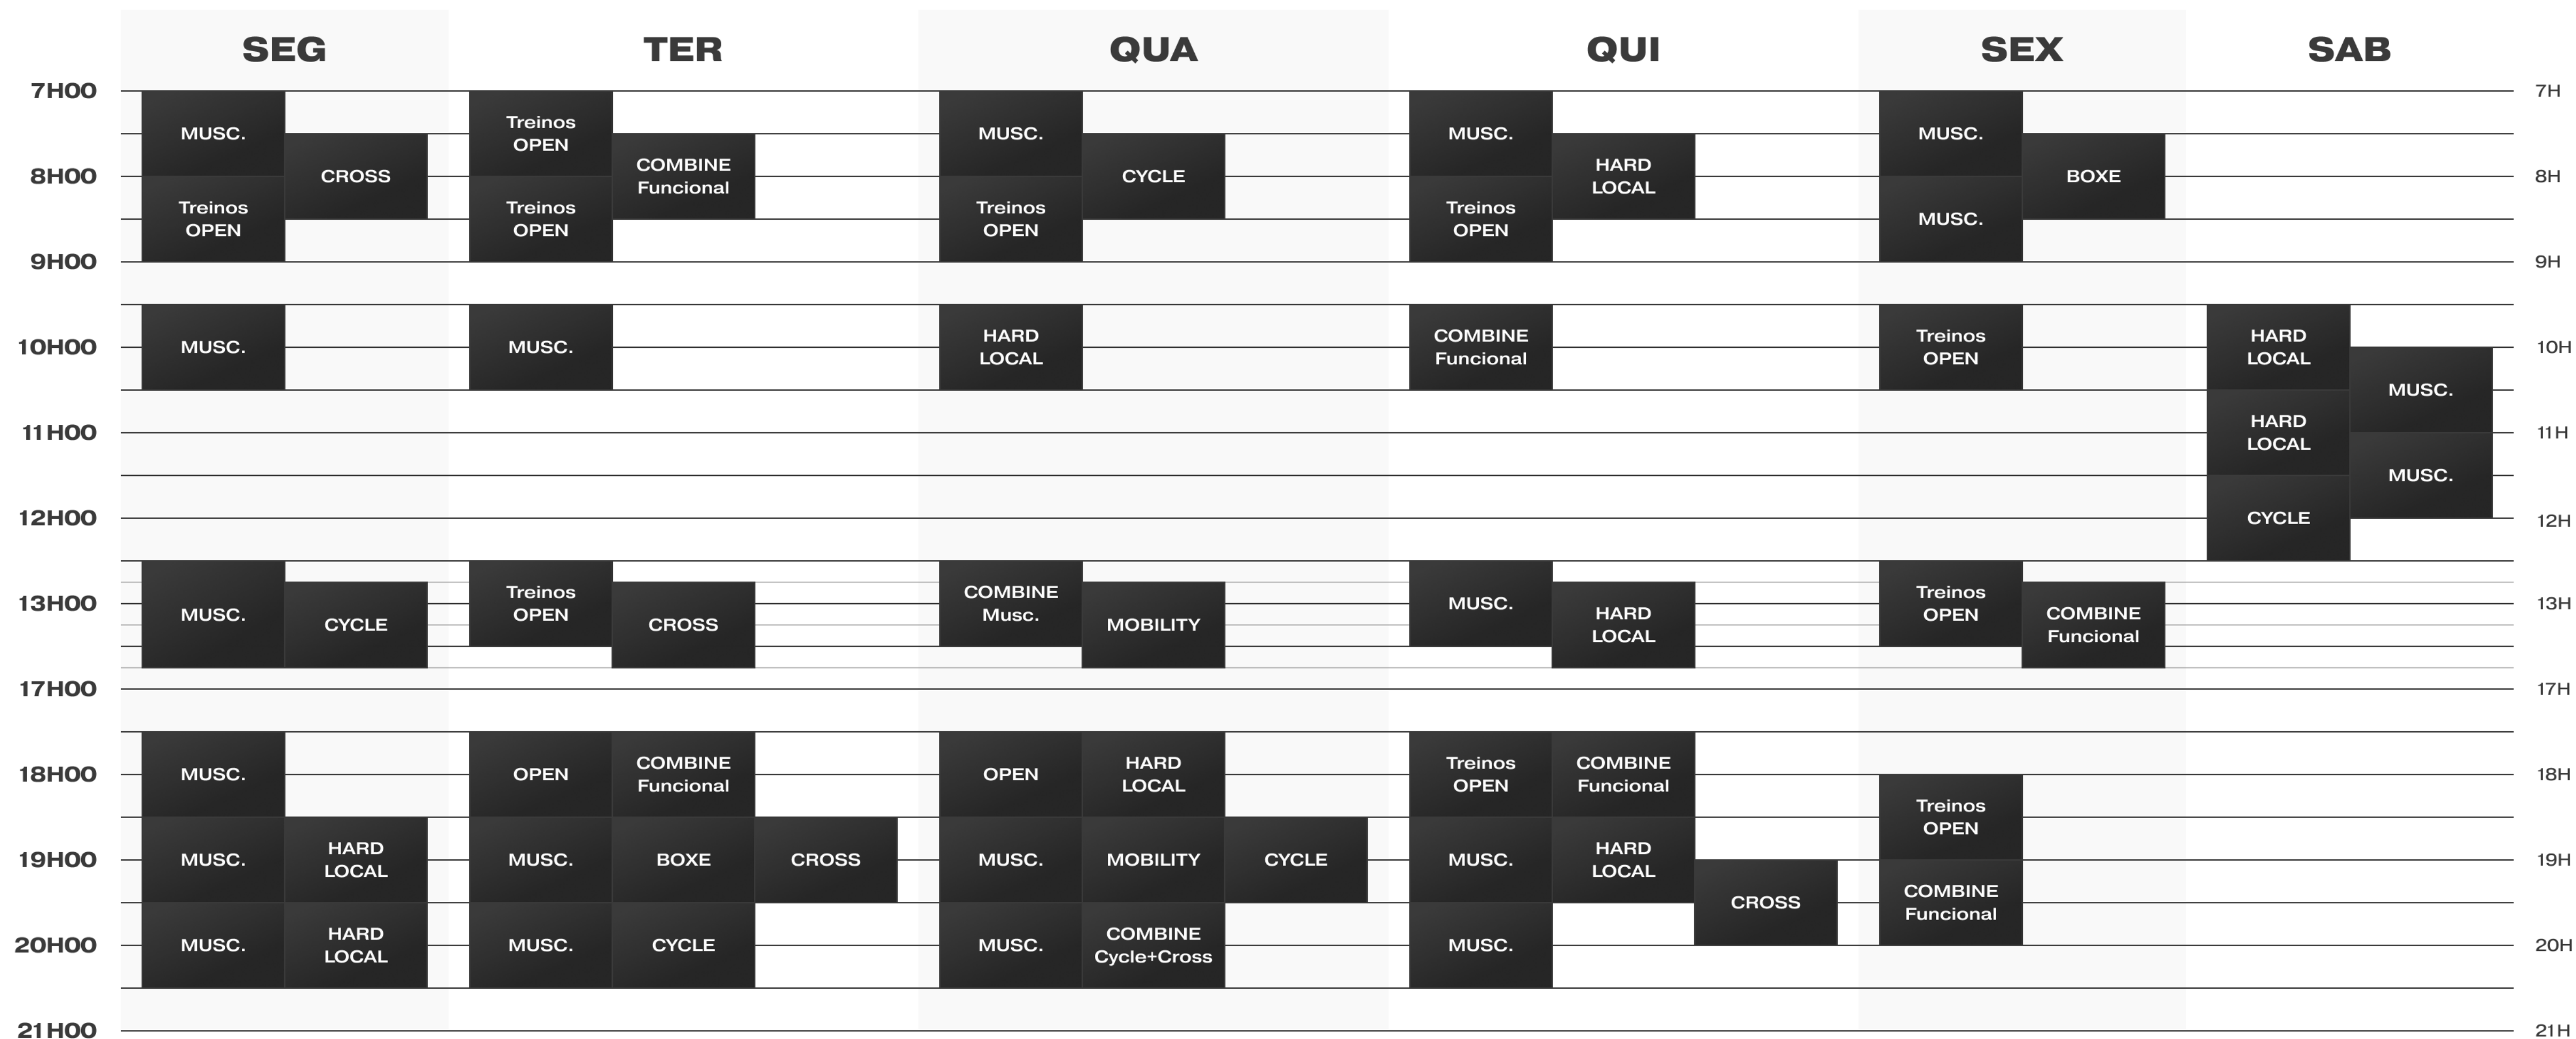 SEG TER QUA QUI SEX SAB
7H00 7H
MUSC. Treinos MUSC. MUSC. MUSC.
OPEN
CROSS COMBINE CYCLE HARD BOXE
Funcional LOCAL
8H00 8H
Treinos Treinos Treinos Treinos MUSC.
OPEN OPEN OPEN OPEN
9H00 9H
MUSC. MUSC. HARD COMBINE Treinos HARD
LOCAL Funcional OPEN LOCAL
10H00 10H
MUSC.
HARD
LOCAL
11H00 11H
MUSC.
CYCLE
12H00 12H
MUSC. Treinos COMBINE MUSC. Treinos
OPEN Musc. OPEN
13H00 13H
CYCLE CROSS MOBILITY HARD COMBINE
LOCAL Funcional
17H00 17H
MUSC. OPEN COMBINE OPEN HARD Treinos COMBINE
Funcional LOCAL OPEN Funcional
18H00 18H
Treinos
OPEN
MUSC. HARD MUSC. BOXE CROSS MUSC. MOBILITY CYCLE MUSC. HARD
LOCAL LOCAL
19H00 19H
CROSS COMBINE
Funcional
MUSC. HARD MUSC. CYCLE MUSC. COMBINE MUSC.
LOCAL Cycle+Cross
20H00 20H
21H00 21H